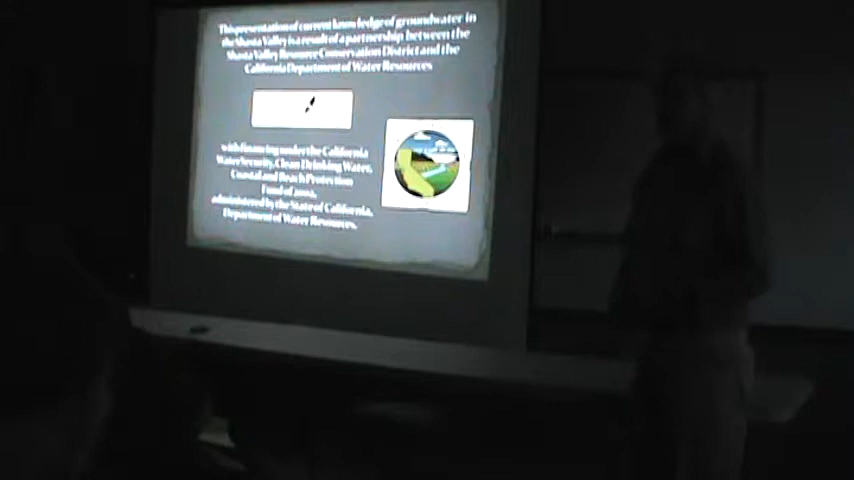 This presentation of current knowledge of groundwater in
the Shasta Valley is a result of a partnership between the
Shasta Valley Resource Conservation District and the
California Department of Water Resources
with financing under the California
Water Security, Clean Drinking Water,
Coastal and Beach Protection
Fund of 2002,
administered by the State of California,
Department of Water Resources.